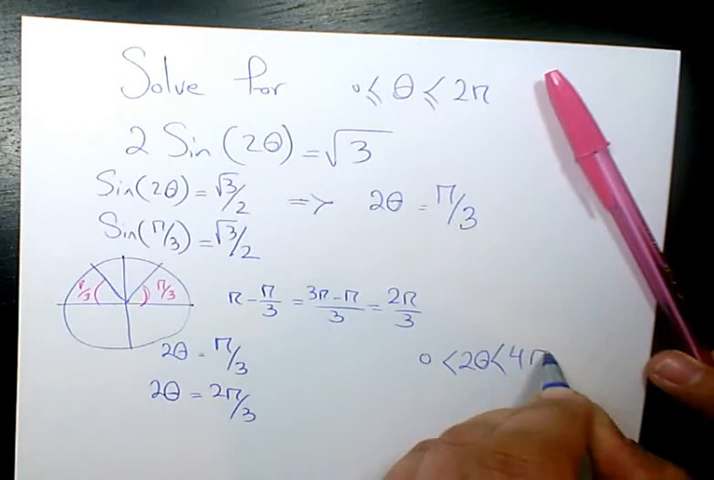 Solve for 0 ≤ θ ≤ 2π
2 Sin (2θ) = √3
Sin(2θ) = √3/2 => 2θ = π/3
Sin(π/3) = √3/2
π/3 π/3 π - π/3 = 3π - π/3 = 2π/3
2θ = π/3
0 < 2θ < 4π
2θ = 2π/3